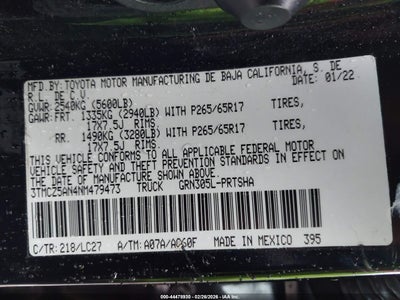 MFD.BY:TOYOTA MOTOR MANUFACTURING DE BAJA CALIFORNIA, S. DE
R.L. DE C.V. 01/22
GVWR: 2540KG (5600LB)
GAWR:FRT. 1335KG (2940LB)WITH P265/65R17 TIRES,
17X7.5J RIMS
RR. 1490KG (3280LB)WITH P265/65R17 TIRES,
17X7.5J RIMS
THIS VEHICLE CONFORMS TO ALL APPLICABLE FEDERAL MOTOR
VEHICLE SAFETY AND BUMPER STANDARDS IN EFFECT ON THE
DATE OF MANUFACTURE SHOWN ABOVE.
3TMCZ5AN4NM479473 TRUCK GRN305L-PRTSHA
C/TR:218/LC27 A/TM:A07A/AC60F MADE IN MEXICO 395
000-44478930 - 02/26/2026 - IAA, Inc.